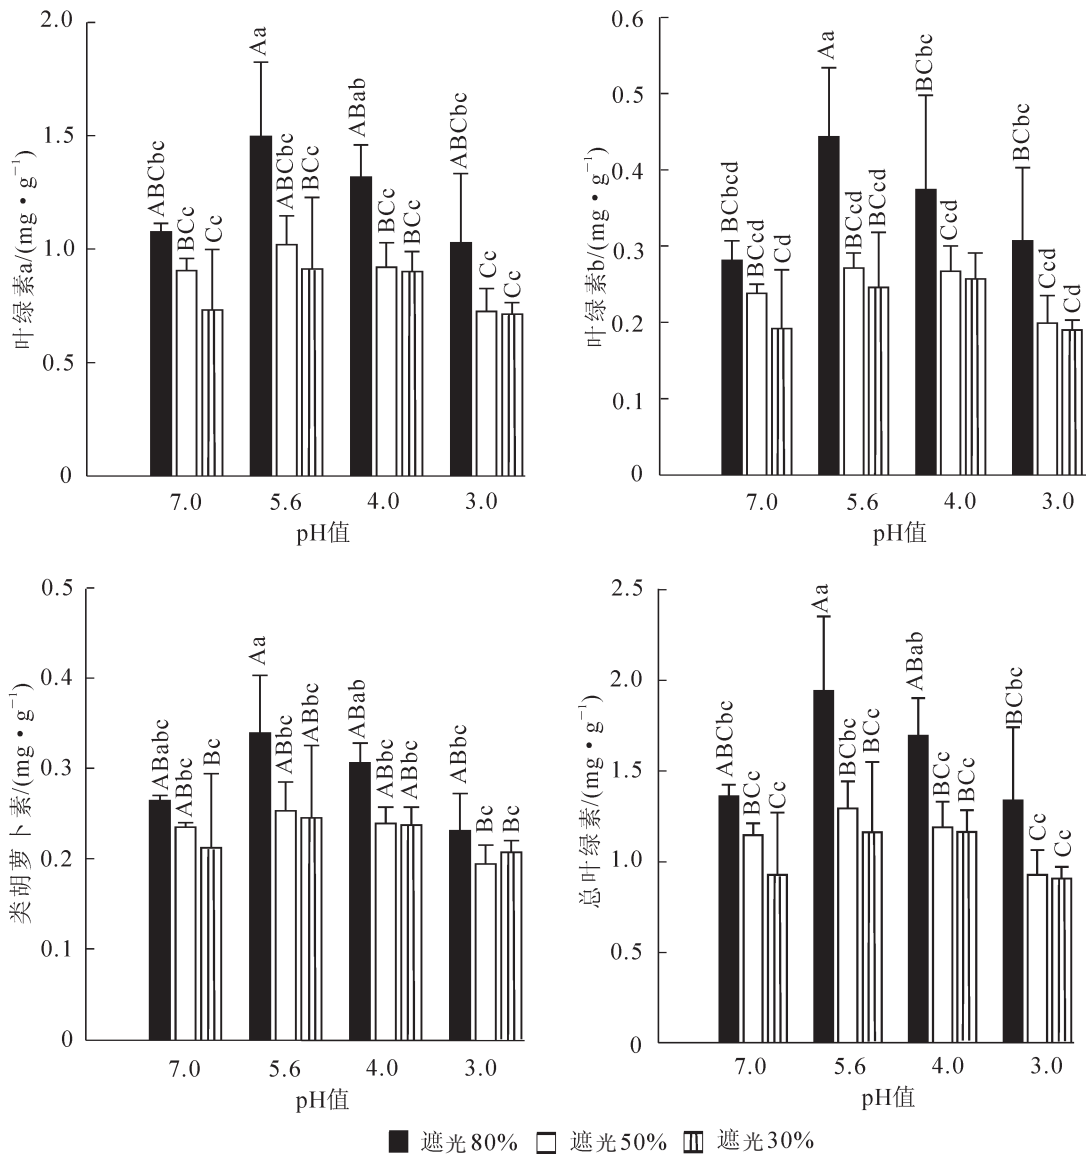 叶绿素a/(mg·g⁻¹)
2.0
1.5
1.0
0.5
0
ABCbc
BCc
Cc
Aa
ABCbc
BCc
ABab
BCc
BCc
ABCbc
Cc
Cc
7.0 5.6 4.0 3.0
pH值
叶绿素b/(mg·g⁻¹)
0.6
0.5
0.4
0.3
0.2
0.1
0
BCbcd
BCcd
Cd
Aa
BCcd
BCcd
BCbc
Ccd
BCbc
Ccd
Cd
7.0 5.6 4.0 3.0
pH值
类胡萝卜素/(mg·g⁻¹)
0.5
0.4
0.3
0.2
0.1
0
ABabc
ABbc
Bc
Aa
ABbc
ABbc
ABab
ABbc
ABbc
ABbc
Bc
Bc
7.0 5.6 4.0 3.0
pH值
总叶绿素/(mg·g⁻¹)
2.5
2.0
1.5
1.0
0.5
0
ABCbc
BCc
Cc
Aa
BCbc
BCc
ABab
BCc
BCc
BCbc
Cc
Cc
7.0 5.6 4.0 3.0
pH值
遮光80% 遮光50% 遮光30%